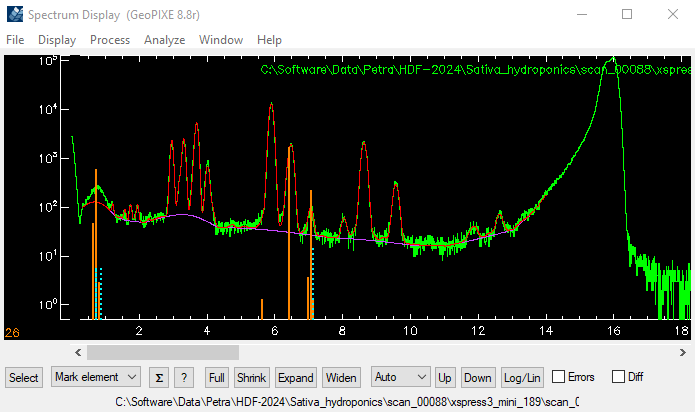 Spectrum Display (GeoPIXE 8.8r)
File Display Process Analyze Window Help
C:\Software\Data\Petra\HDF-2024\Sativa_hydroponics\scan_00088\xspress
10^5
10^4
10^3
10^2
10^1
10^0
26
2 4 6 8 10 12 14 16 18
Select Mark element Σ ? Full Shrink Expand Widen Auto Up Down Log/Lin Errors Diff
C:\Software\Data\Petra\HDF-2024\Sativa_hydroponics\scan_00088\xspress3_mini_189\scan_0